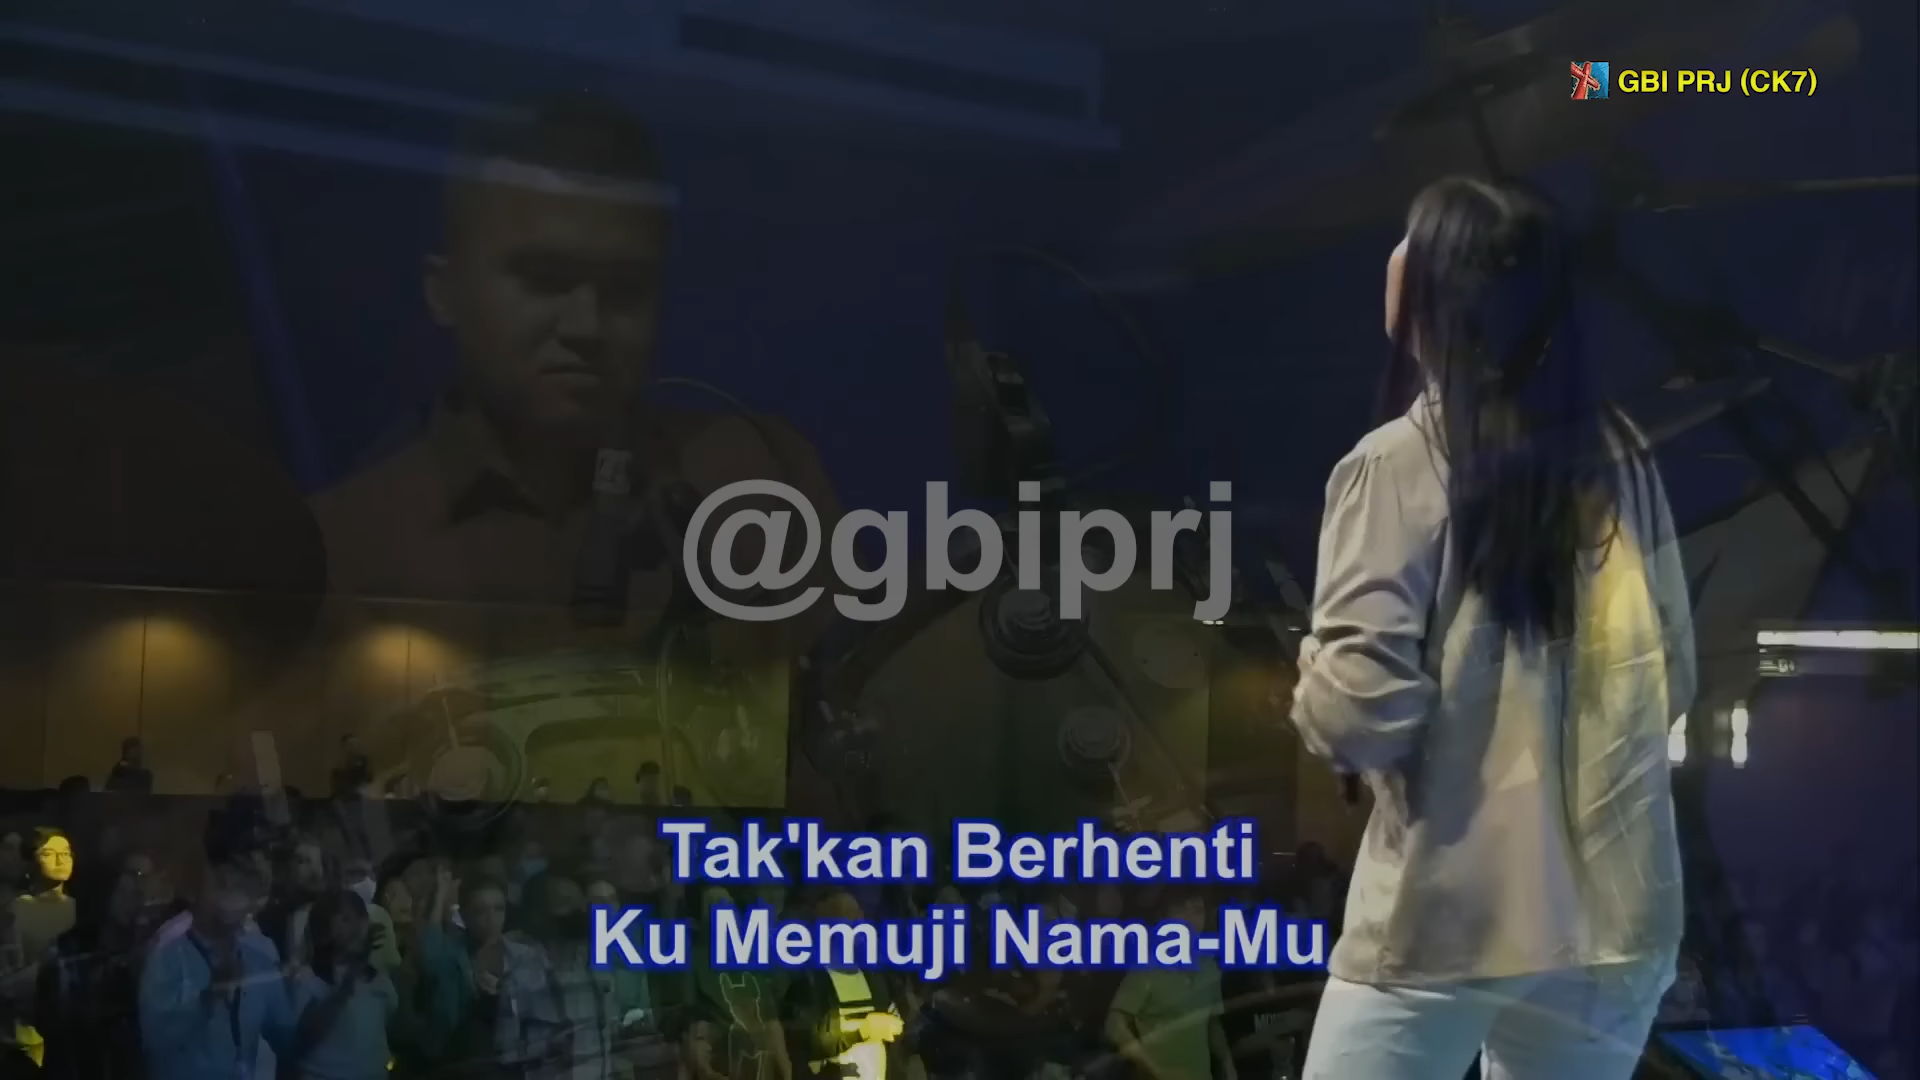 GBI PRJ (CK7)
@gbiprj
Tak'kan Berhenti
Ku Memuji Nama-Mu